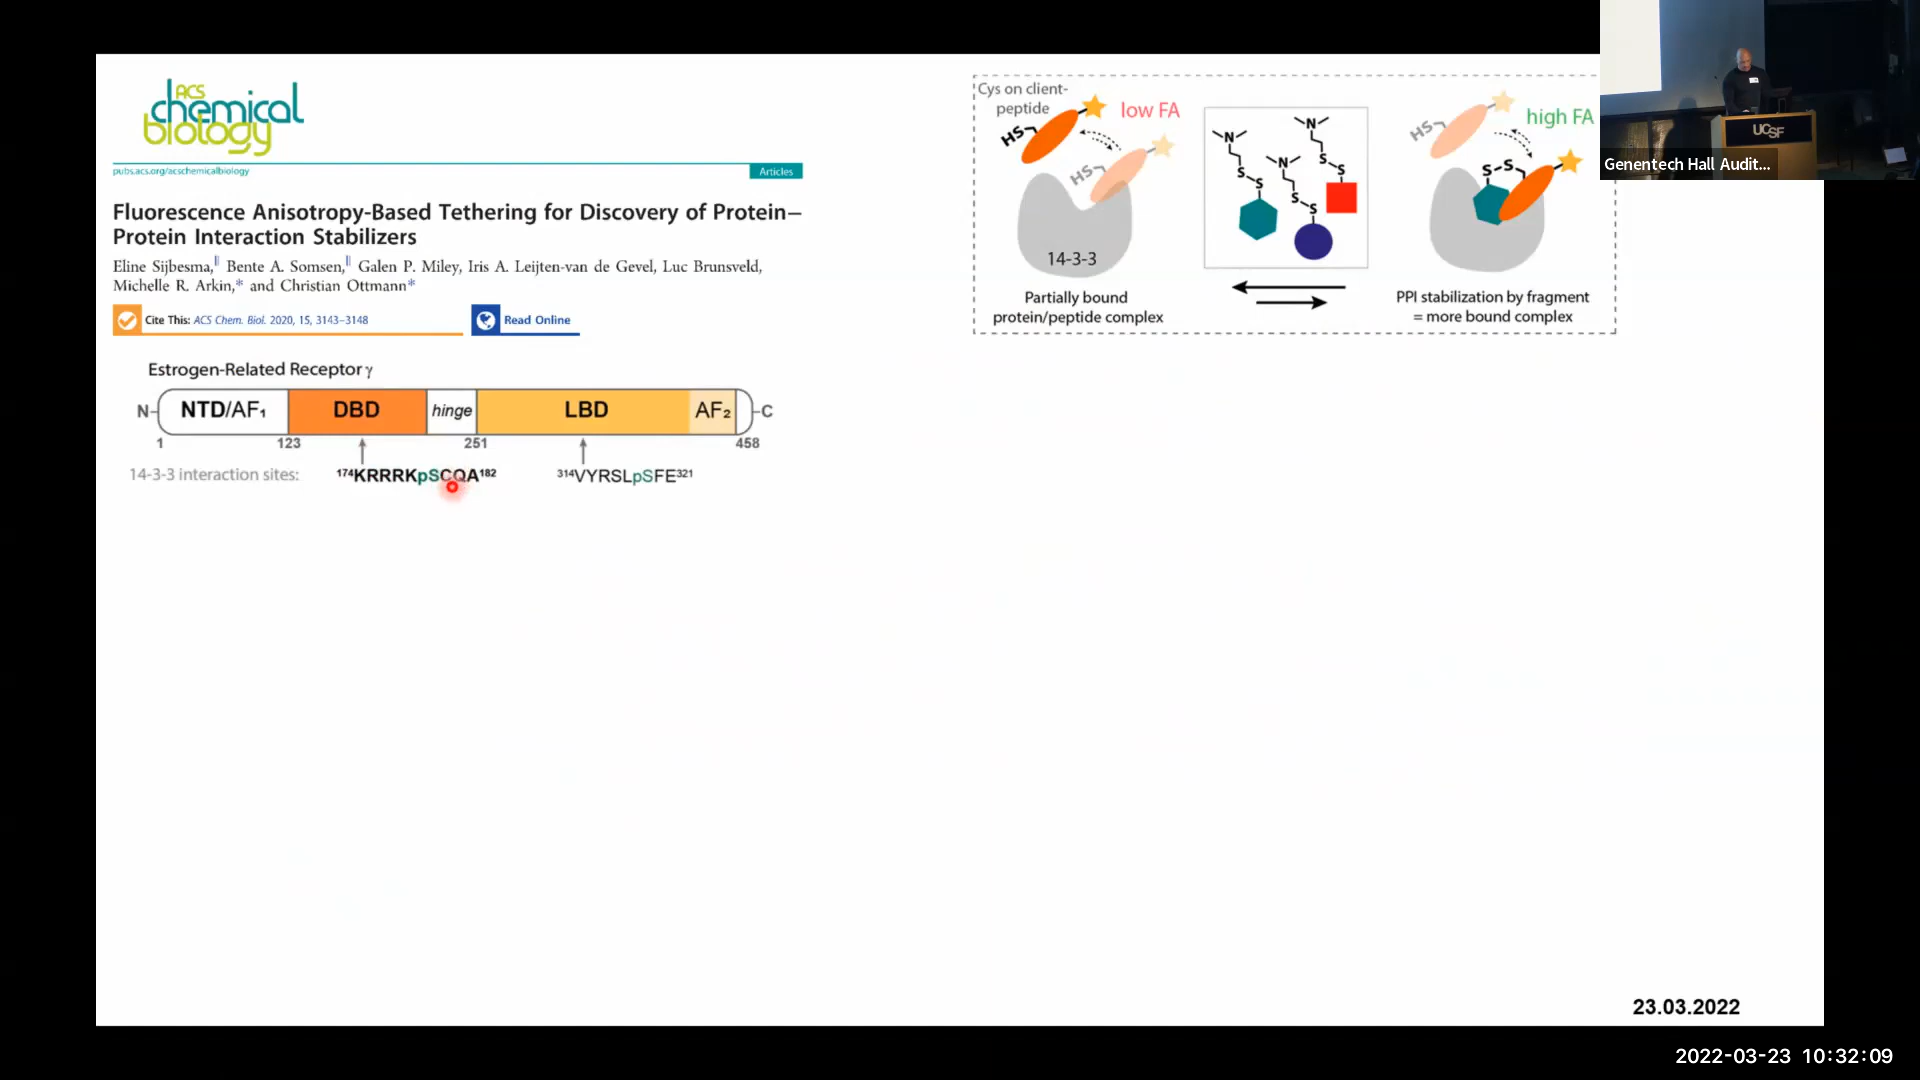 ACS
chemical
biology
pubs.acs.org/acschemicalbiology
Articles
Fluorescence Anisotropy-Based Tethering for Discovery of Protein–
Protein Interaction Stabilizers
Eline Sijbesma,∥ Bente A. Somsen,∥ Galen P. Miley, Iris A. Leijten-van de Gevel, Luc Brunsveld,
Michelle R. Arkin,* and Christian Ottmann*
Cite This: ACS Chem. Biol. 2020, 15, 3143–3148
Read Online
Estrogen-Related Receptor γ
N- NTD/AF₁ DBD hinge LBD AF₂ -C
1 123 251 458
14-3-3 interaction sites: ¹⁷⁴KRRRKpSCQA¹⁸² ³¹⁴VYRSLpSFE³²¹
Cys on client-
peptide
low FA
HS
HS
14-3-3
Partially bound
protein/peptide complex
N
N
N
S
S
S
S
S
S
HS
high FA
S-S
PPI stabilization by fragment
= more bound complex
UCSF
Genentech Hall Audit...
23.03.2022
2022-03-23 10:32:09